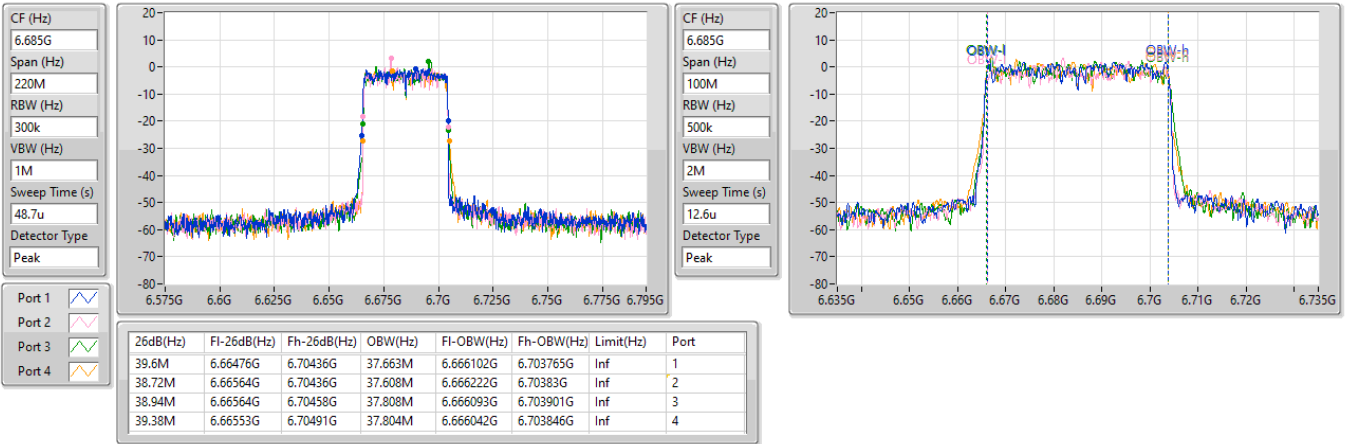 CF (Hz)
6.685G
Span (Hz)
220M
RBW (Hz)
300k
VBW (Hz)
1M
Sweep Time (s)
48.7u
Detector Type
Peak
20
10
0
-10
-20
-30
-40
-50
-60
-70
-80
6.575G 6.6G 6.625G 6.65G 6.675G 6.7G 6.725G 6.75G 6.775G 6.795G
CF (Hz)
6.685G
Span (Hz)
100M
RBW (Hz)
500k
VBW (Hz)
2M
Sweep Time (s)
12.6u
Detector Type
Peak
20
10
0
-10
-20
-30
-40
-50
-60
-70
-80
OBW-l OBW-h
6.635G 6.65G 6.66G 6.67G 6.68G 6.69G 6.7G 6.71G 6.72G 6.735G
Port 1
Port 2
Port 3
Port 4
26dB(Hz) Fl-26dB(Hz) Fh-26dB(Hz) OBW(Hz) Fl-OBW(Hz) Fh-OBW(Hz) Limit(Hz) Port
39.6M 6.66476G 6.70436G 37.663M 6.666102G 6.703765G Inf 1
38.72M 6.66564G 6.70436G 37.608M 6.666222G 6.70383G Inf 2
38.94M 6.66564G 6.70458G 37.808M 6.666093G 6.703901G Inf 3
39.38M 6.66553G 6.70491G 37.804M 6.666042G 6.703846G Inf 4